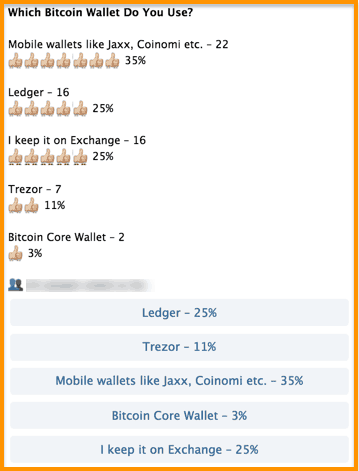 Which Bitcoin Wallet Do You Use?
Mobile wallets like Jaxx, Coinomi etc. – 22
35%
Ledger – 16
25%
I keep it on Exchange – 16
25%
Trezor – 7
11%
Bitcoin Core Wallet – 2
3%
Ledger – 25%
Trezor – 11%
Mobile wallets like Jaxx, Coinomi etc. – 35%
Bitcoin Core Wallet – 3%
I keep it on Exchange – 25%